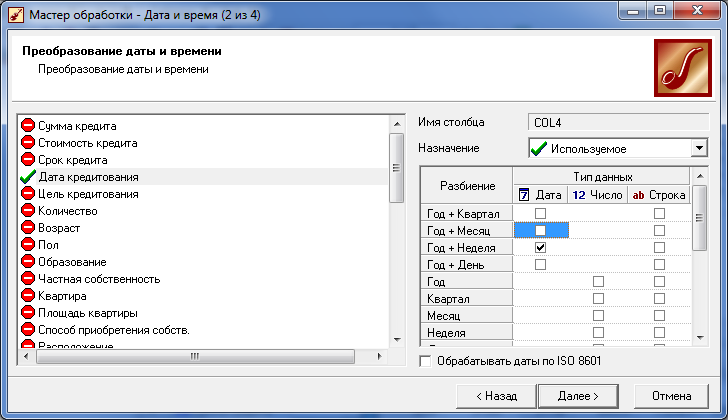 Мастер обработки - Дата и время (2 из 4)
Преобразование даты и времени
Преобразование даты и времени
Сумма кредита
Стоимость кредита
Срок кредита
Дата кредитования
Цель кредитования
Количество
Возраст
Пол
Образование
Частная собственность
Квартира
Площадь квартиры
Способ приобретения собств.
Расположение
Имя столбца COL4
Назначение Используемое
Разбиение Тип данных
7 Дата 12 Число ab Строка
Год + Квартал
Год + Месяц
Год + Неделя
Год + День
Год
Квартал
Месяц
Неделя
Обрабатывать даты по ISO 8601
< Назад Далее > Отмена